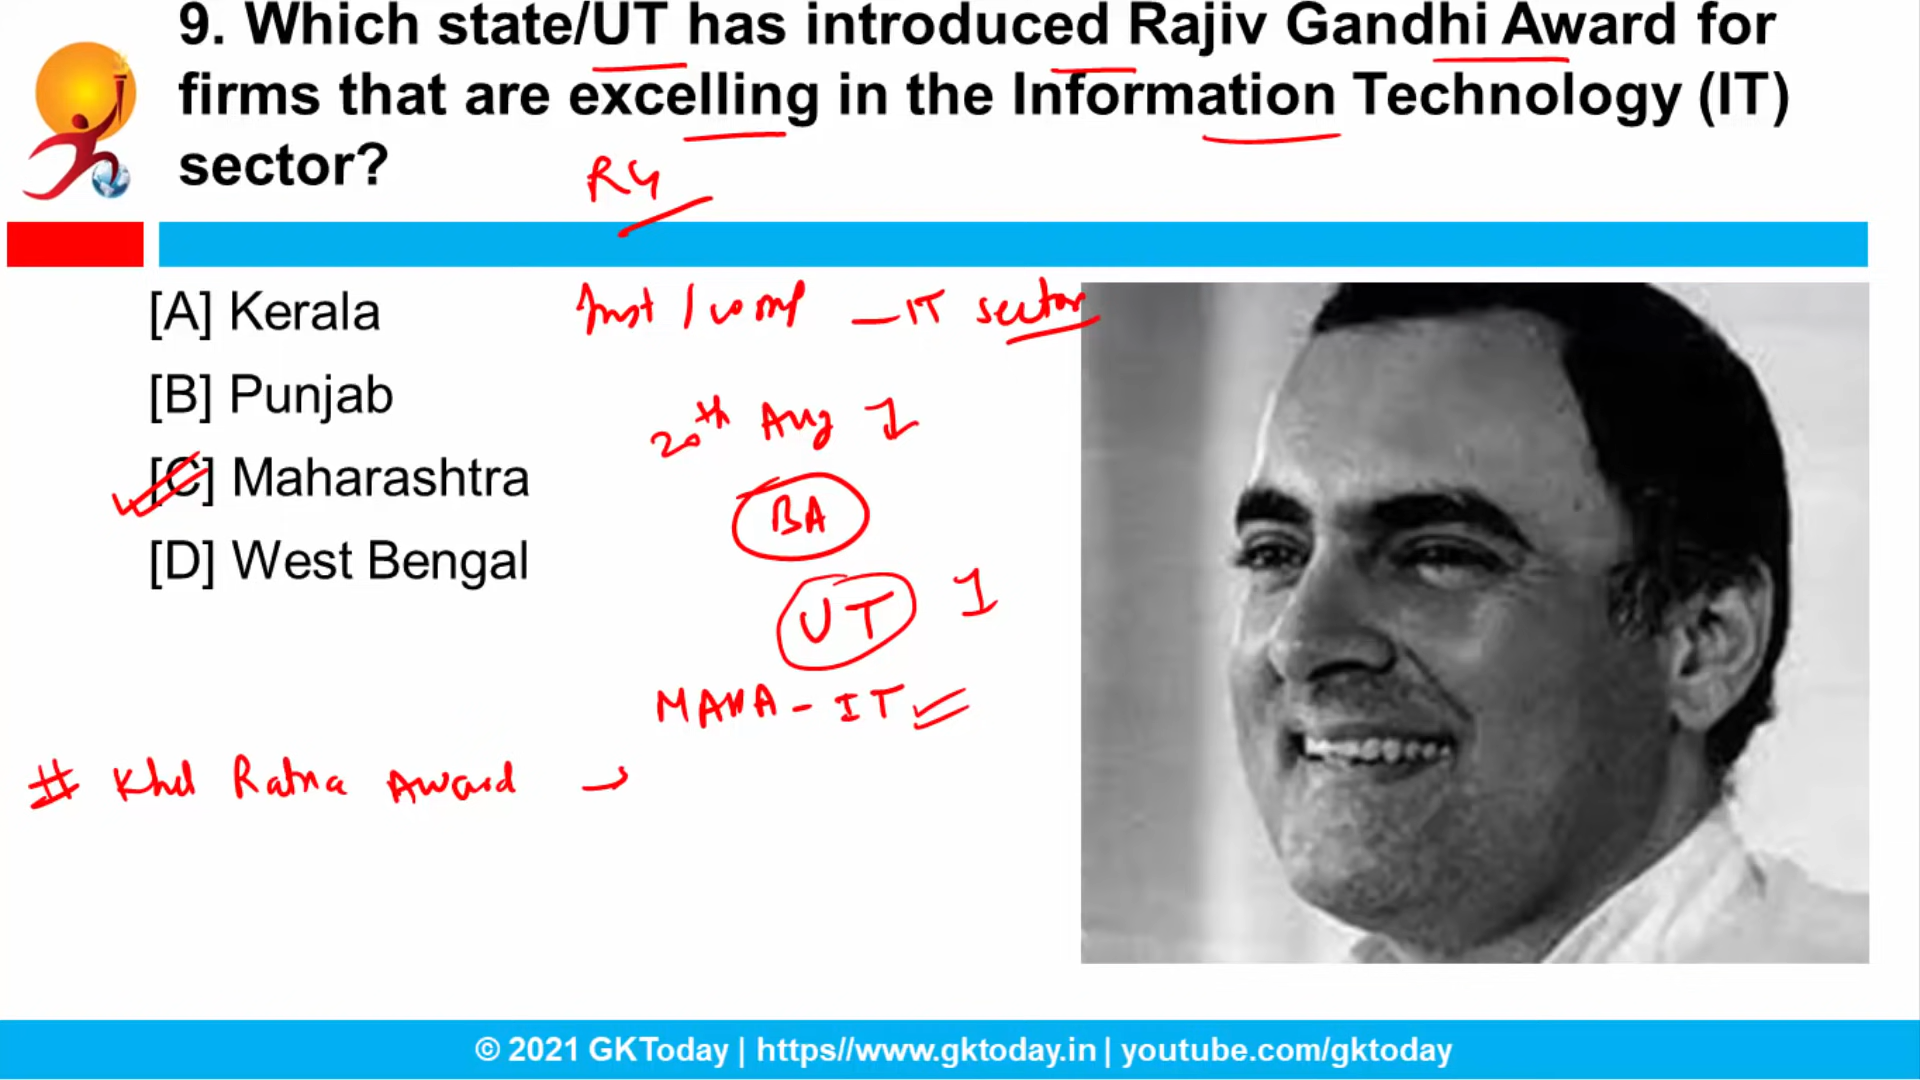 9. Which state/UT has introduced Rajiv Gandhi Award for
firms that are excelling in the Information Technology (IT)
sector?
RG
[A] Kerala
Inst / comp - IT sector
[B] Punjab
20th Aug
[C] Maharashtra
BA
[D] West Bengal
UT
MAHA - IT
# Khel Ratna Award
© 2021 GKToday | https//www.gktoday.in | youtube.com/gktoday